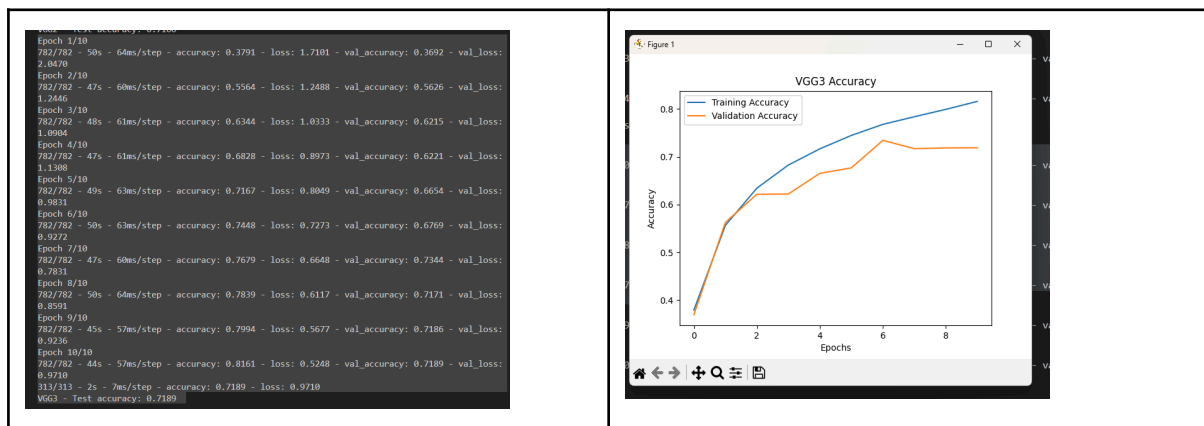 VGG2 - Test accuracy: 0.7160
Epoch 1/10
782/782 - 50s - 64ms/step - accuracy: 0.3791 - loss: 1.7101 - val_accuracy: 0.3692 - val_loss:
2.0470
Epoch 2/10
782/782 - 47s - 60ms/step - accuracy: 0.5564 - loss: 1.2488 - val_accuracy: 0.5626 - val_loss:
1.2446
Epoch 3/10
782/782 - 48s - 61ms/step - accuracy: 0.6344 - loss: 1.0333 - val_accuracy: 0.6215 - val_loss:
1.0904
Epoch 4/10
782/782 - 47s - 61ms/step - accuracy: 0.6828 - loss: 0.8973 - val_accuracy: 0.6221 - val_loss:
1.1308
Epoch 5/10
782/782 - 49s - 63ms/step - accuracy: 0.7167 - loss: 0.8049 - val_accuracy: 0.6654 - val_loss:
0.9831
Epoch 6/10
782/782 - 50s - 63ms/step - accuracy: 0.7448 - loss: 0.7273 - val_accuracy: 0.6769 - val_loss:
0.9272
Epoch 7/10
782/782 - 47s - 60ms/step - accuracy: 0.7679 - loss: 0.6648 - val_accuracy: 0.7344 - val_loss:
0.7831
Epoch 8/10
782/782 - 50s - 64ms/step - accuracy: 0.7839 - loss: 0.6117 - val_accuracy: 0.7171 - val_loss:
0.8591
Epoch 9/10
782/782 - 45s - 57ms/step - accuracy: 0.7994 - loss: 0.5677 - val_accuracy: 0.7186 - val_loss:
0.9236
Epoch 10/10
782/782 - 44s - 57ms/step - accuracy: 0.8161 - loss: 0.5248 - val_accuracy: 0.7189 - val_loss:
0.9710
313/313 - 2s - 7ms/step - accuracy: 0.7189 - loss: 0.9710
VGG3 - Test accuracy: 0.7189
Figure 1
VGG3 Accuracy
Training Accuracy
Validation Accuracy
0.8
0.7
0.6
0.5
0.4
Accuracy
0 2 4 6 8
Epochs